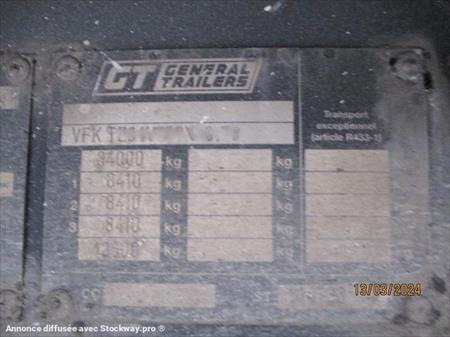 GT GENERAL TRAILERS
VFK
Transport exceptionnel (article R433-1)
34000 kg kg
1 8410 kg kg
2 8410 kg kg
3 8410 kg kg
kg kg
13/03/2024
Annonce diffusée avec Stockway.pro ®